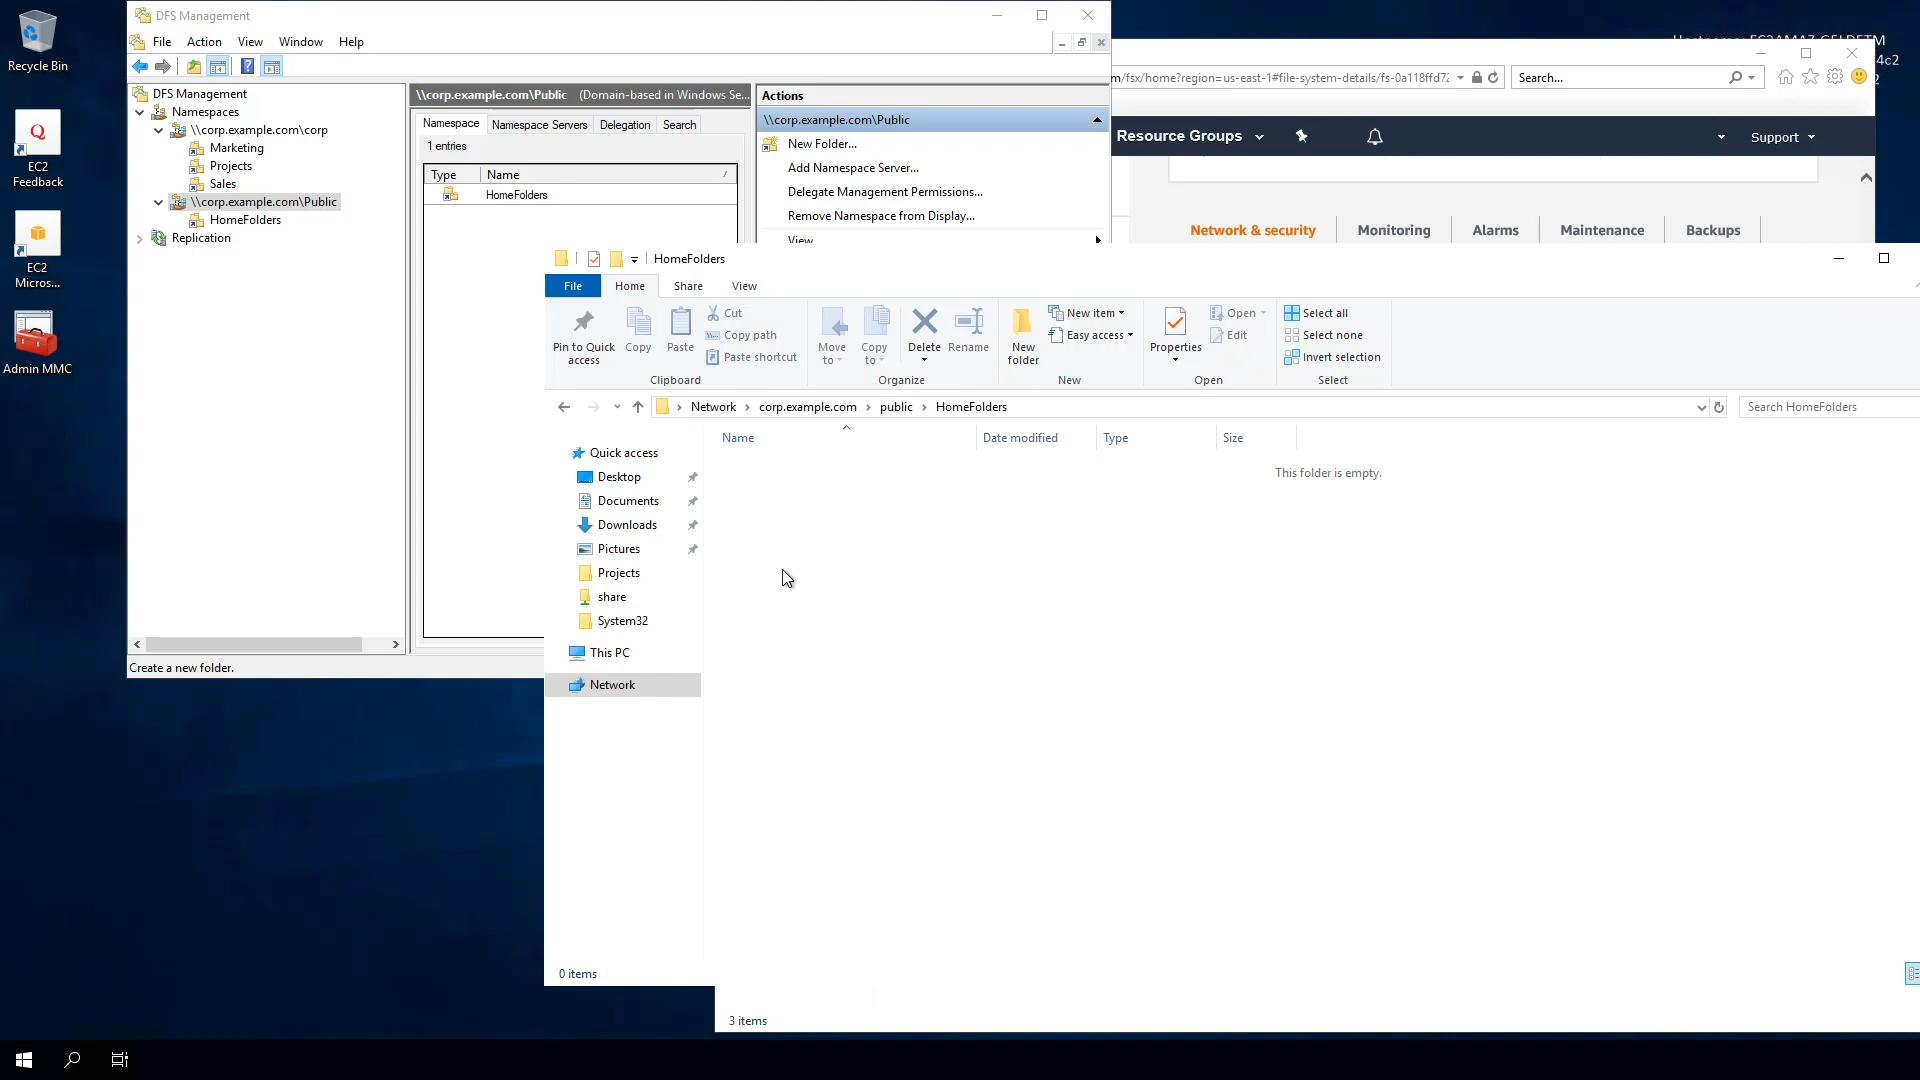 Recycle Bin
EC2
Feedback
EC2
Micros...
Admin MMC
DFS Management
File Action View Window Help
DFS Management
Namespaces
\\corp.example.com\corp
Marketing
Projects
Sales
\\corp.example.com\Public
HomeFolders
Replication
Create a new folder.
\\corp.example.com\Public (Domain-based in Windows Se...
Namespace Namespace Servers Delegation Search
1 entries
Type Name
HomeFolders
Actions
\\corp.example.com\Public
New Folder...
Add Namespace Server...
Delegate Management Permissions...
Remove Namespace from Display...
View
4c2
m/fsx/home?region=us-east-1#file-system-details/fs-0a118ffd72
Search...
Resource Groups
Support
Network & security Monitoring Alarms Maintenance Backups
HomeFolders
File Home Share View
Pin to Quick
access
Copy
Paste
Cut
Copy path
Paste shortcut
Clipboard
Move
to
Copy
to
Delete
Rename
Organize
New
folder
New item
Easy access
New
Properties
Open
Edit
Open
Select all
Select none
Invert selection
Select
Network > corp.example.com > public > HomeFolders
Search HomeFolders
Name Date modified Type Size
This folder is empty.
Quick access
Desktop
Documents
Downloads
Pictures
Projects
share
System32
This PC
Network
0 items
3 items